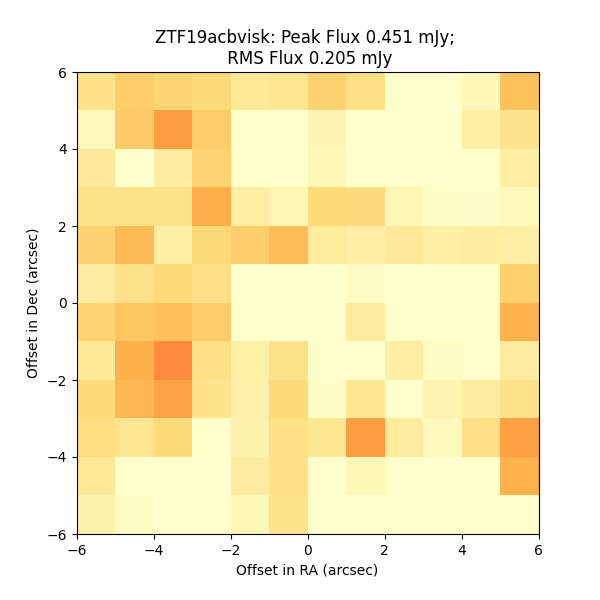 ZTF19acbvisk: Peak Flux 0.451 mJy;
RMS Flux 0.205 mJy
6
4
2
0
−2
−4
−6
Offset in Dec (arcsec)
−6 −4 −2 0 2 4 6
Offset in RA (arcsec)